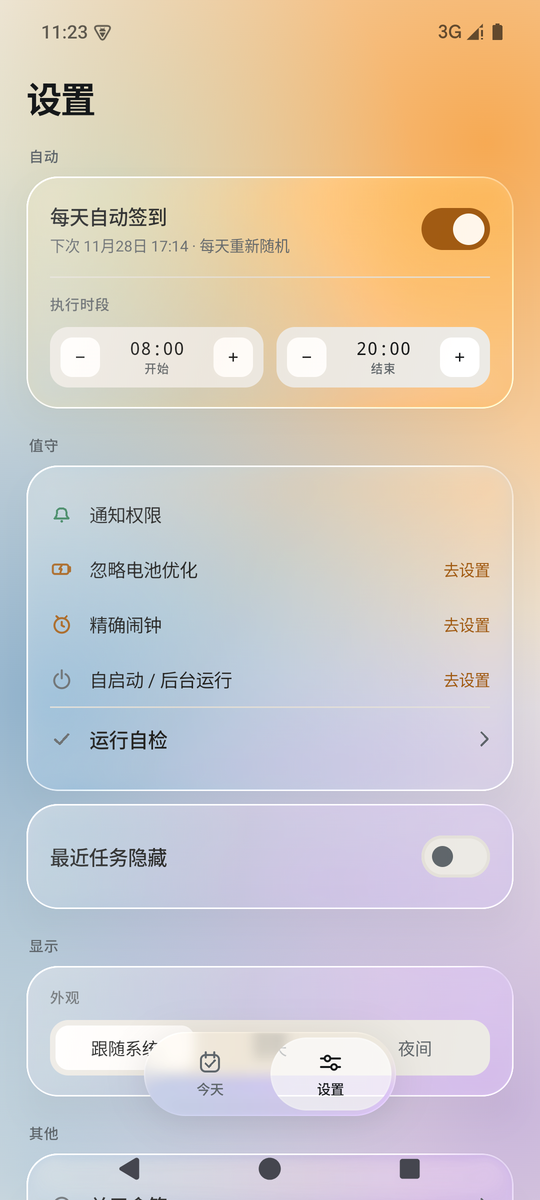 11:23
3G
设置
自动
每天自动签到
下次 11月28日 17:14 · 每天重新随机
执行时段
− 08:00 + − 20:00 +
开始 结束
值守
通知权限
忽略电池优化 去设置
精确闹钟 去设置
自启动 / 后台运行 去设置
运行自检
最近任务隐藏
显示
外观
跟随系统 夜间
今天 设置
其他